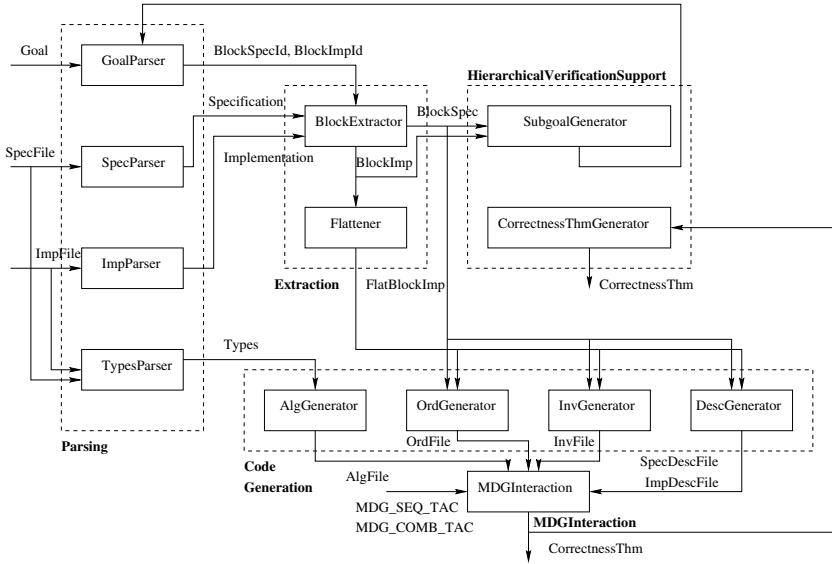 Goal
GoalParser
BlockSpecId, BlockImpId
HierarchicalVerificationSupport
Specification
BlockExtractor
BlockSpec
SubgoalGenerator
SpecFile
SpecParser
Implementation
BlockImp
Flattener
CorrectnessThmGenerator
ImpFile
ImpParser
Extraction
FlatBlockImp
CorrectnessThm
Types
TypesParser
AlgGenerator
OrdGenerator
InvGenerator
DescGenerator
Parsing
OrdFile
InvFile
Code
Generation
SpecDescFile
ImpDescFile
AlgFile
MDGInteraction
MDG_SEQ_TAC
MDG_COMB_TAC
MDGInteraction
CorrectnessThm